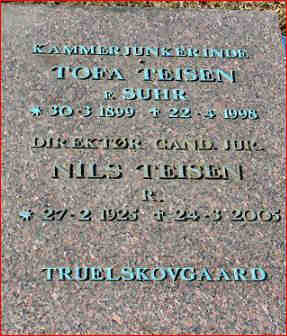 KAMMERJUNKERINDE
TOFA TEISEN
F. SUHR
* 30·3 1899 † 22·4 1998
DIREKTØR CAND. JUR.
NILS TEISEN
R.
* 27·2 1925 † 24·3 2005
TRUELSKOVGAARD